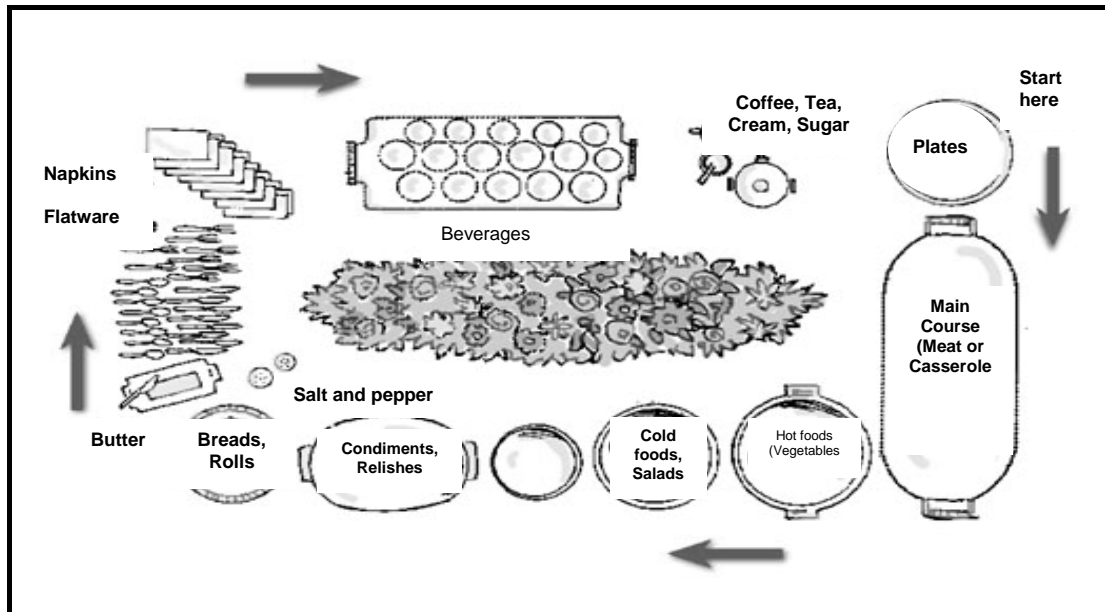 Start
here
Coffee, Tea,
Cream, Sugar
Plates
Napkins
Flatware
Beverages
Main
Course
(Meat or
Casserole
Salt and pepper
Butter
Breads,
Rolls
Condiments,
Relishes
Cold
foods,
Salads
Hot foods
(Vegetables